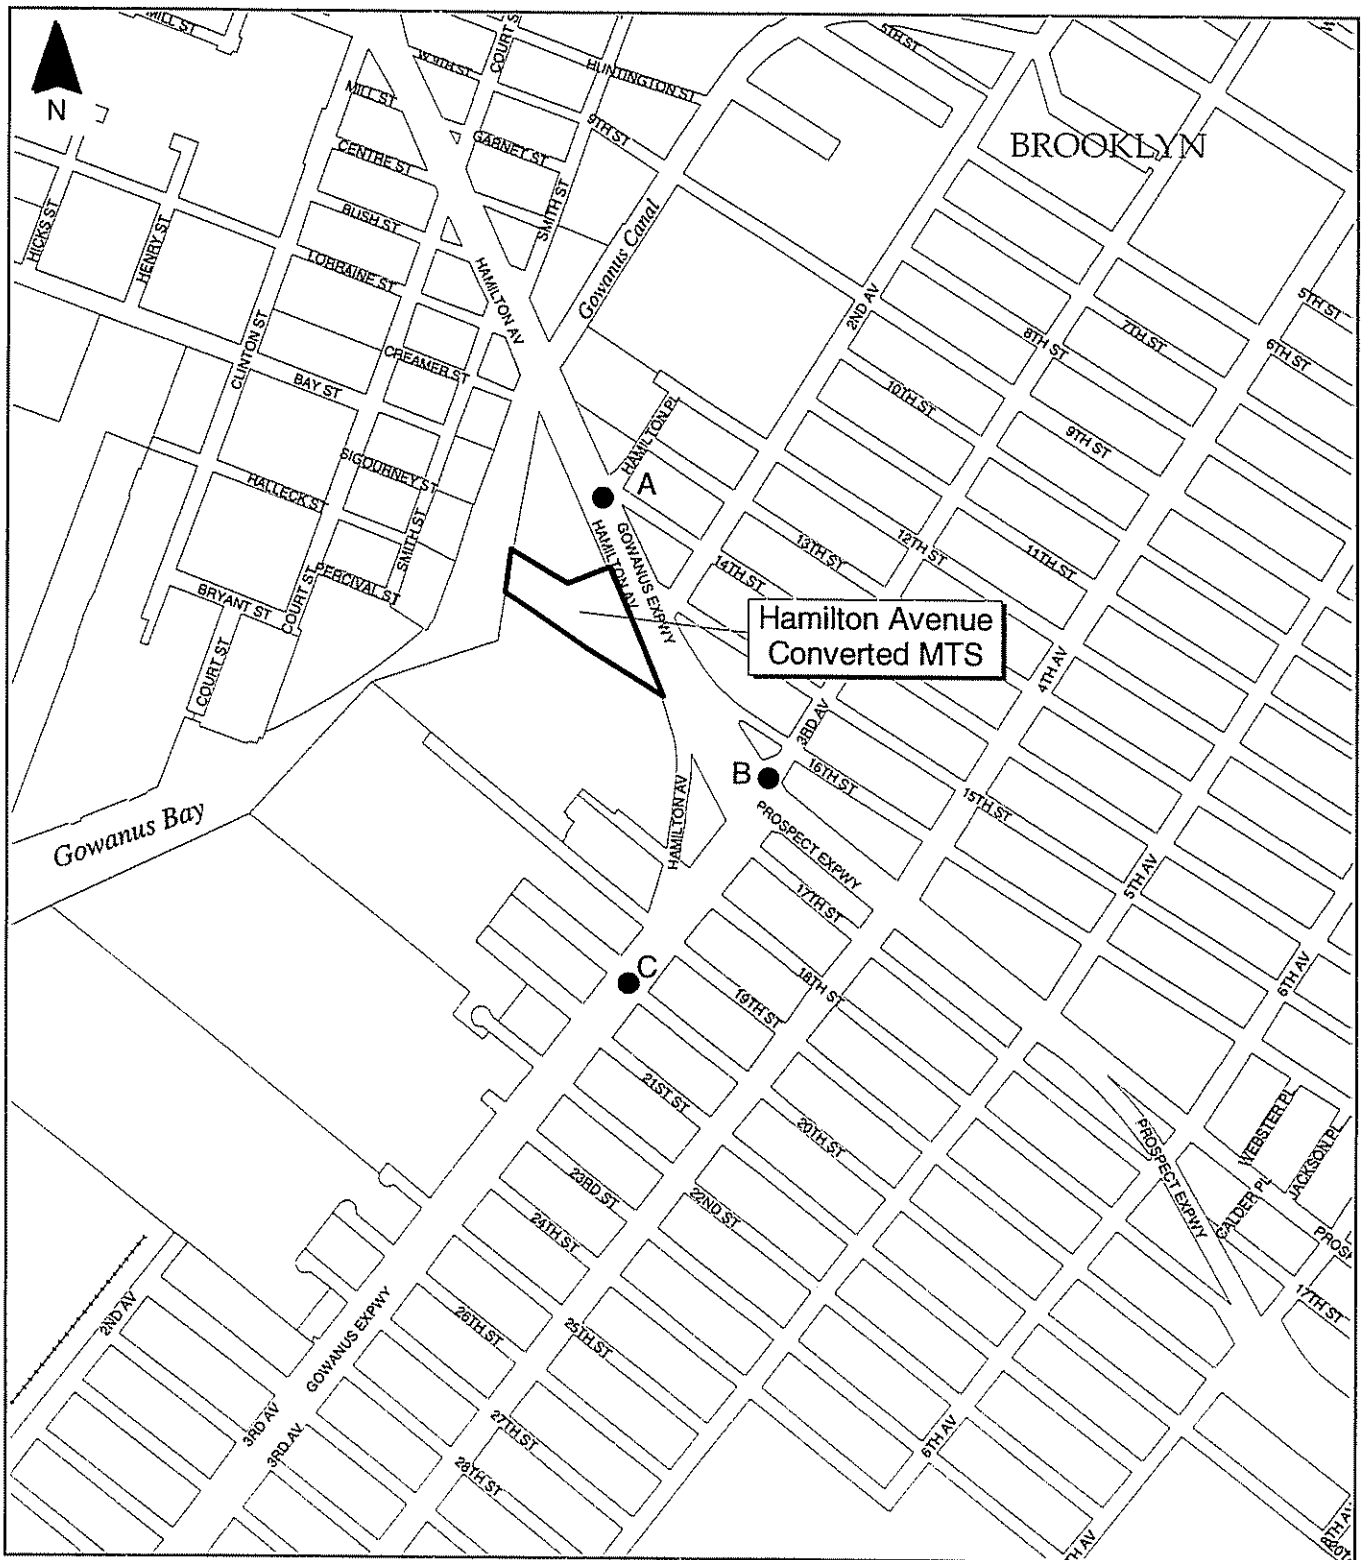 MILL ST
COURT S
5TH ST
W 9TH ST
HUNTINGTON ST
N
MILL ST
9TH ST
GARNET ST
BROOKLYN
CENTRE ST
SMITH ST
HICKS ST
HENRY ST
BUSH ST
Gowanus Canal
LORRAINE ST
HAMILTON AV
2ND AV
5TH ST
CLINTON ST
8TH ST
7TH ST
6TH ST
CREAMER ST
BAY ST
10TH ST
HAMILTON PL
9TH ST
SIGOURNEY ST
HALLECK ST
A
SMITH ST
HAMILTON AV
GOWANUS EXPWY
13TH ST
12TH ST
11TH ST
PERCIVAL ST
14TH ST
BRYANT ST
COURT ST
Hamilton Avenue
Converted MTS
COURT ST
4TH AV
3RD AV
B
16TH ST
15TH ST
Gowanus Bay
HAMILTON AV
PROSPECT EXPWY
5TH AV
17TH ST
C
18TH ST
6TH AV
19TH ST
21ST ST
20TH ST
WEBSTER PL
JACKSON PL
PROSPECT EXPWY
23RD ST
22ND ST
CALDER PL
24TH ST
PROSP
2ND AV
GOWANUS EXPWY
26TH ST
25TH ST
17TH ST
3RD AV
3RD AV
27TH ST
6TH AV
28TH ST
TH AV